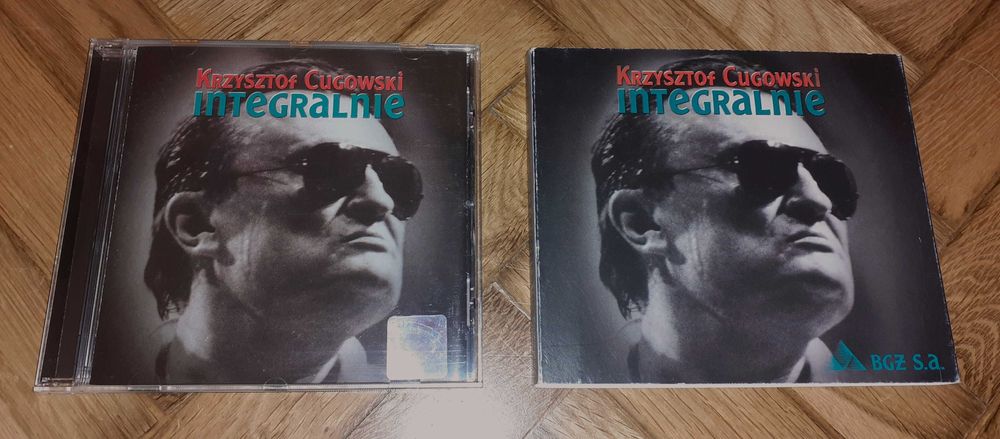 Krzysztof Cugowski
INTEGRALNIE
Krzysztof Cugowski
INTEGRALNIE
BGŻ S.A.